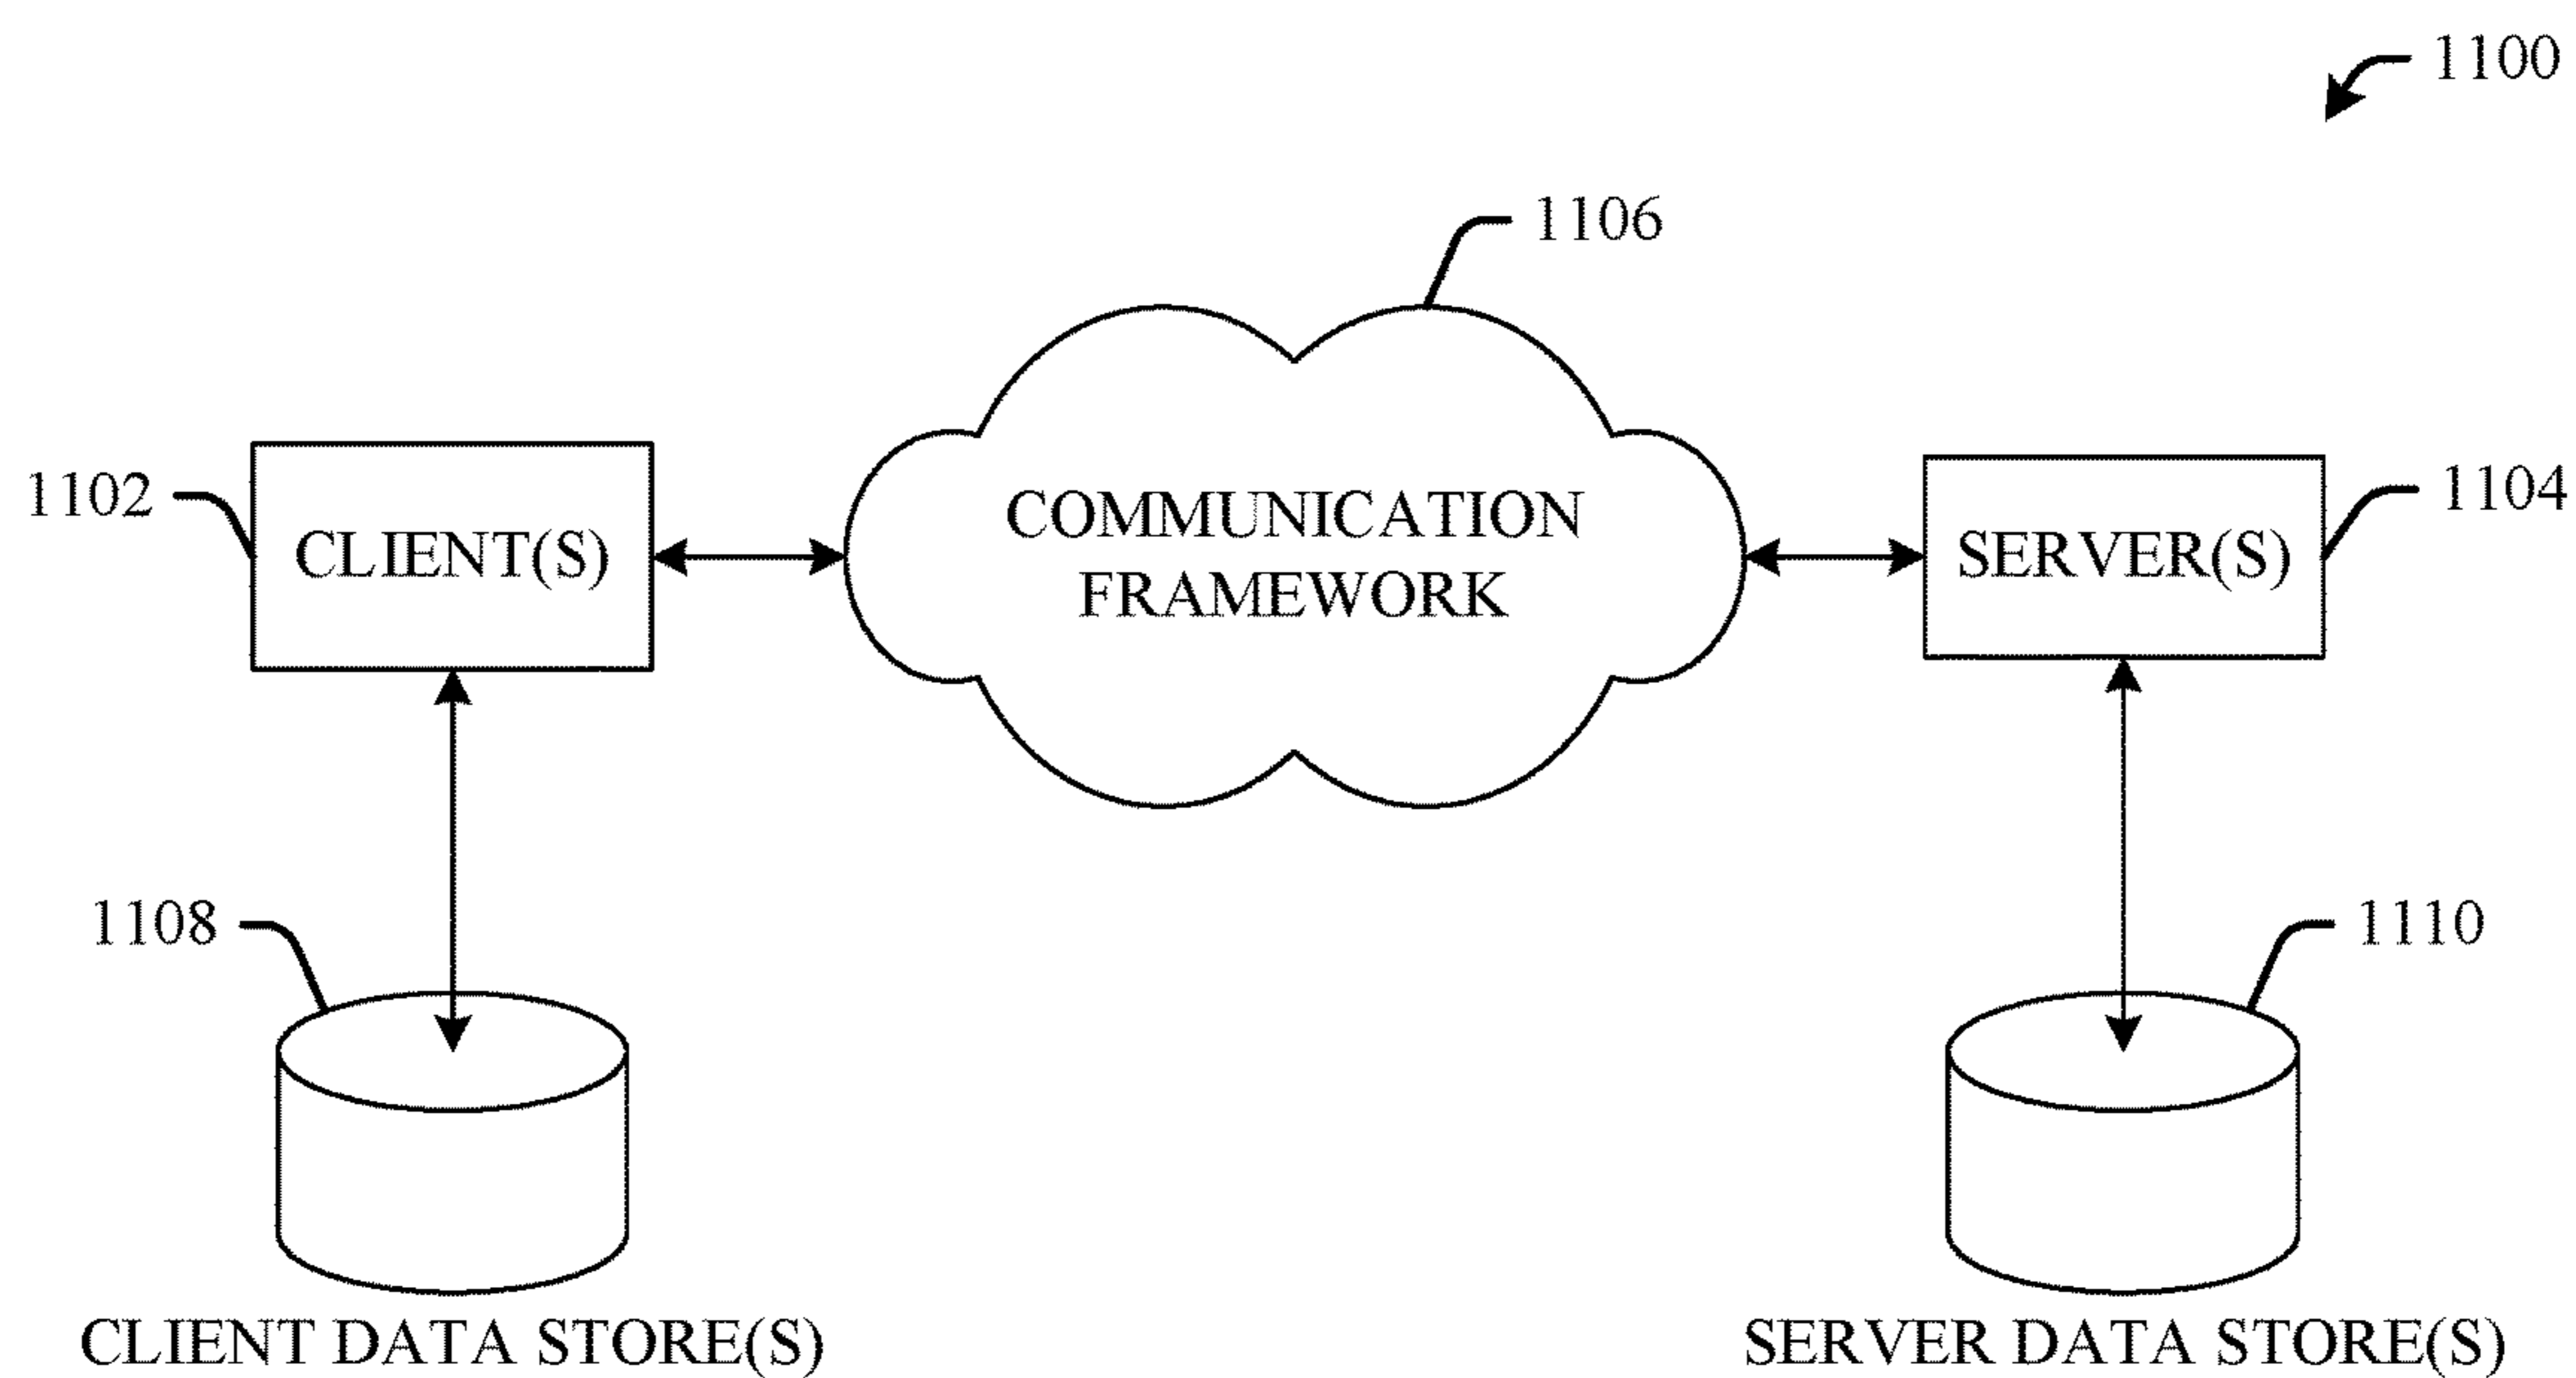 1100
1106
1102
CLIENT(S)
COMMUNICATION
FRAMEWORK
SERVER(S)
1104
1108
1110
CLIENT DATA STORE(S)
SERVER DATA STORE(S)